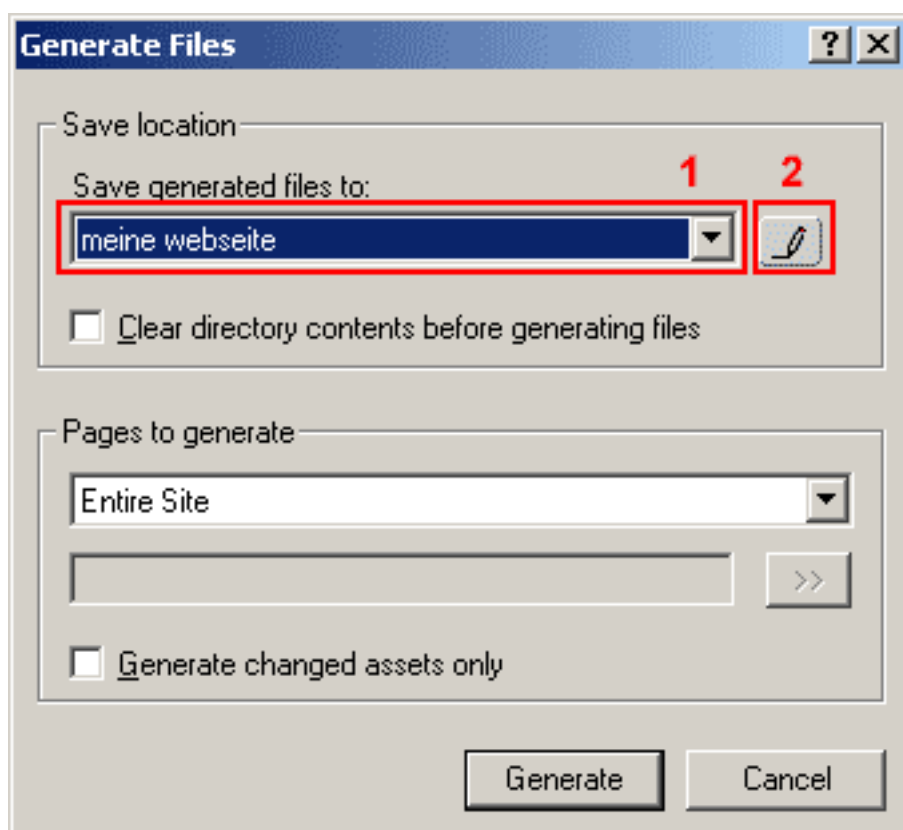 Generate Files
Save location
Save generated files to: 1 2
meine webseite
Clear directory contents before generating files
Pages to generate
Entire Site
>>
Generate changed assets only
Generate Cancel